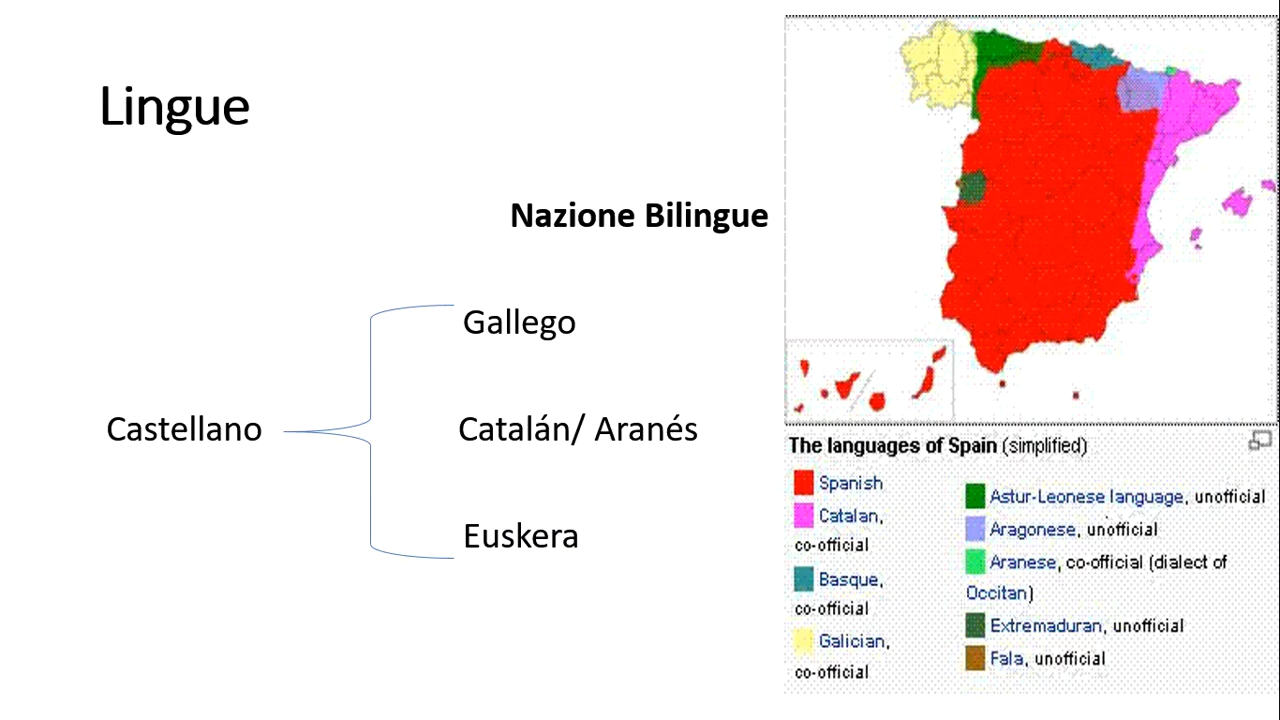 Lingue
Nazione Bilingue
Gallego
Castellano
Catalán/ Aranés
Euskera
The languages of Spain (simplified)
Spanish
Catalan,
co-official
Basque,
co-official
Galician,
co-official
Astur-Leonese language, unofficial
Aragonese, unofficial
Aranese, co-official (dialect of
Occitan)
Extremaduran, unofficial
Fala, unofficial